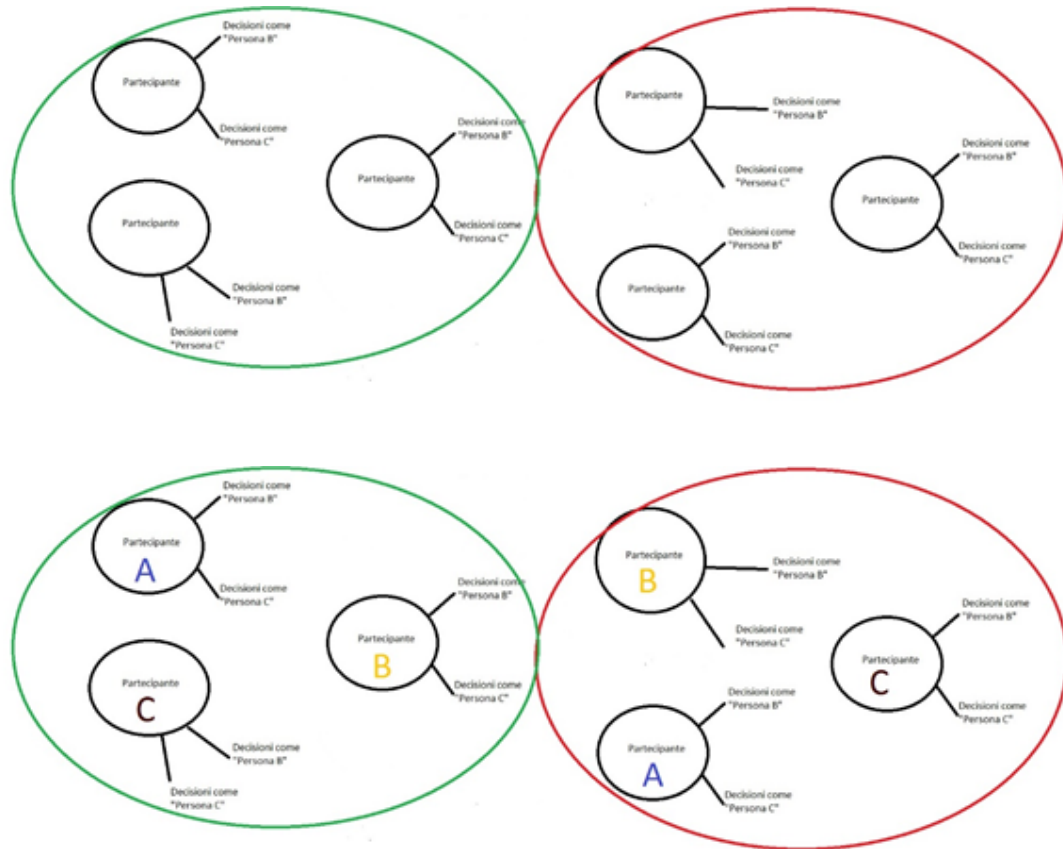 Decisioni come
"Persona B"
Partecipante
Decisioni come
"Persona C"
Decisioni come
"Persona B"
Partecipante
Decisioni come
"Persona C"
Partecipante
Decisioni come
"Persona B"
Decisioni come
"Persona C"
Partecipante
Decisioni come
"Persona B"
Decisioni come
"Persona C"
Decisioni come
"Persona B"
Partecipante
Decisioni come
"Persona C"
Decisioni come
"Persona B"
Partecipante
Decisioni come
"Persona C"
Decisioni come
"Persona B"
Partecipante
A
Decisioni come
"Persona C"
Decisioni come
"Persona B"
Partecipante
B
Decisioni come
"Persona C"
Partecipante
C
Decisioni come
"Persona B"
Decisioni come
"Persona C"
Partecipante
B
Decisioni come
"Persona B"
Decisioni come
"Persona C"
Decisioni come
"Persona B"
Partecipante
C
Decisioni come
"Persona C"
Decisioni come
"Persona B"
Partecipante
A
Decisioni come
"Persona C"